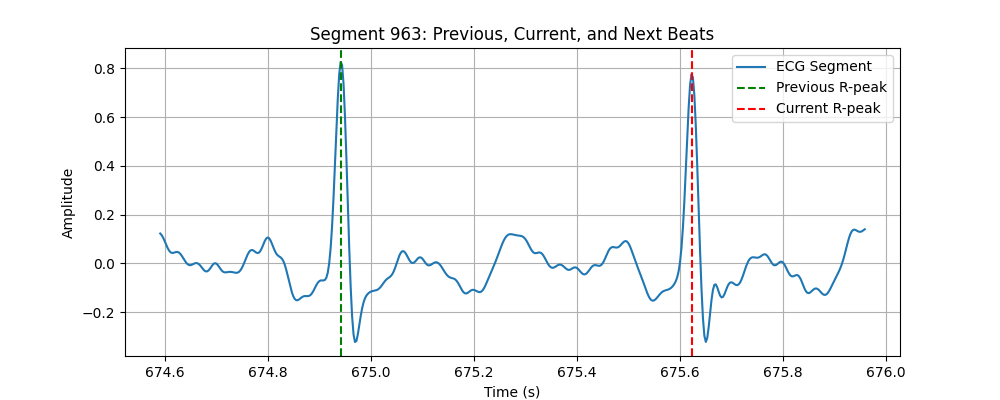 Segment 963: Previous, Current, and Next Beats
ECG Segment
Previous R-peak
Current R-peak
Amplitude
0.8
0.6
0.4
0.2
0.0
−0.2
674.6 674.8 675.0 675.2 675.4 675.6 675.8 676.0
Time (s)